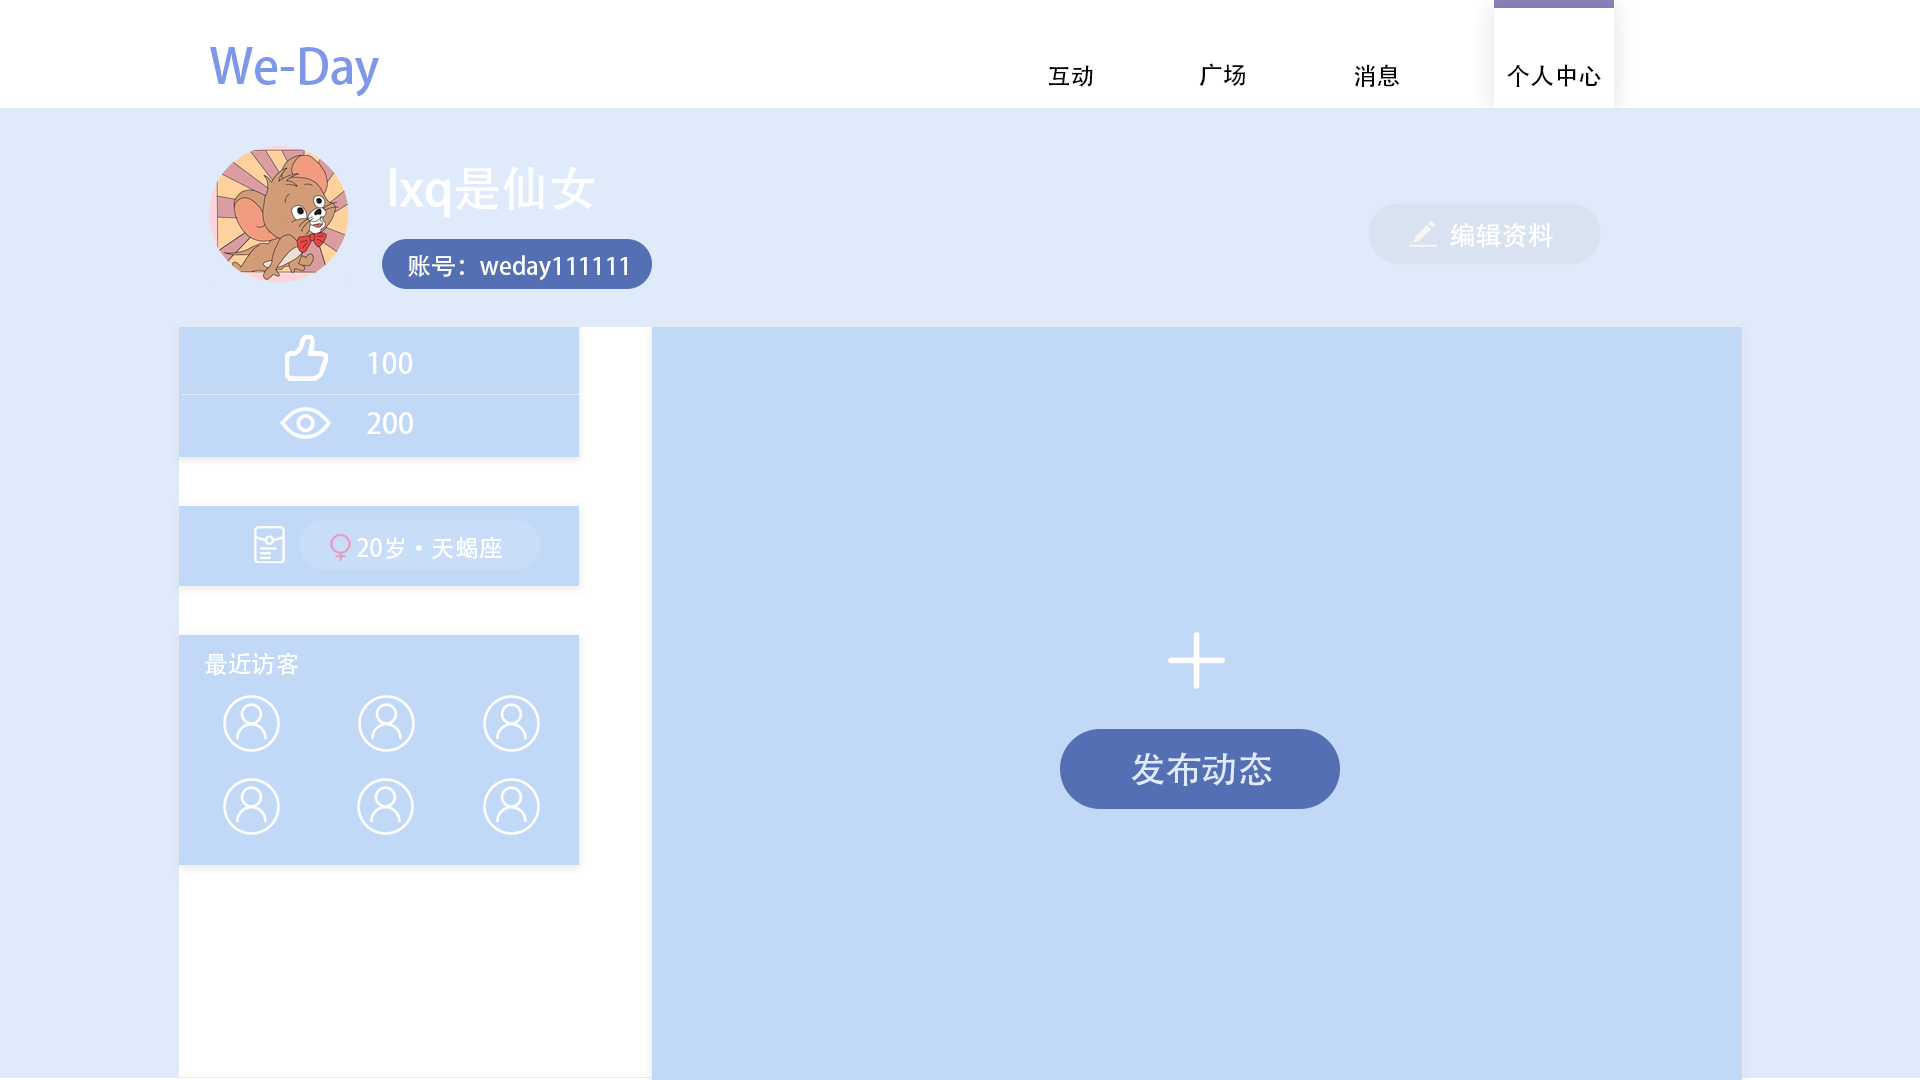 We-Day
互动
广场
消息
个人中心
lxq是仙女
账号：weday111111
编辑资料
100
200
20岁·天蝎座
最近访客
发布动态